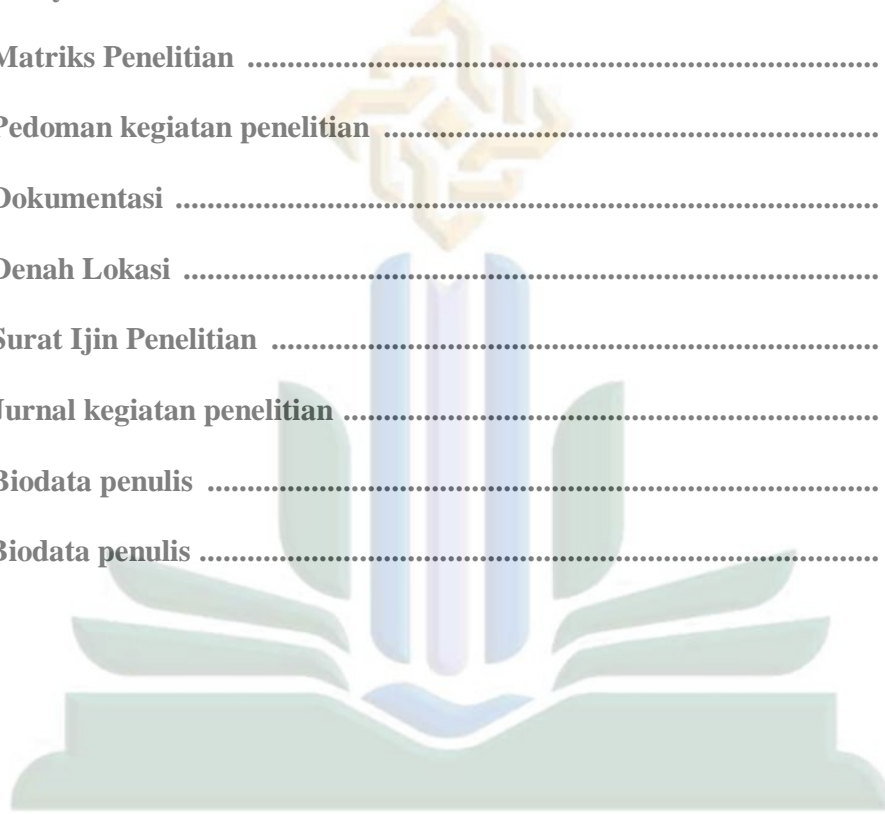 Matriks Penelitian ...............................................................................
Pedoman kegiatan penelitian ..............................................................
Dokumentasi ........................................................................................
Denah Lokasi .......................................................................................
Surat Ijin Penelitian ............................................................................
Jurnal kegiatan penelitian ...................................................................
Biodata penulis ....................................................................................
Biodata penulis .....................................................................................